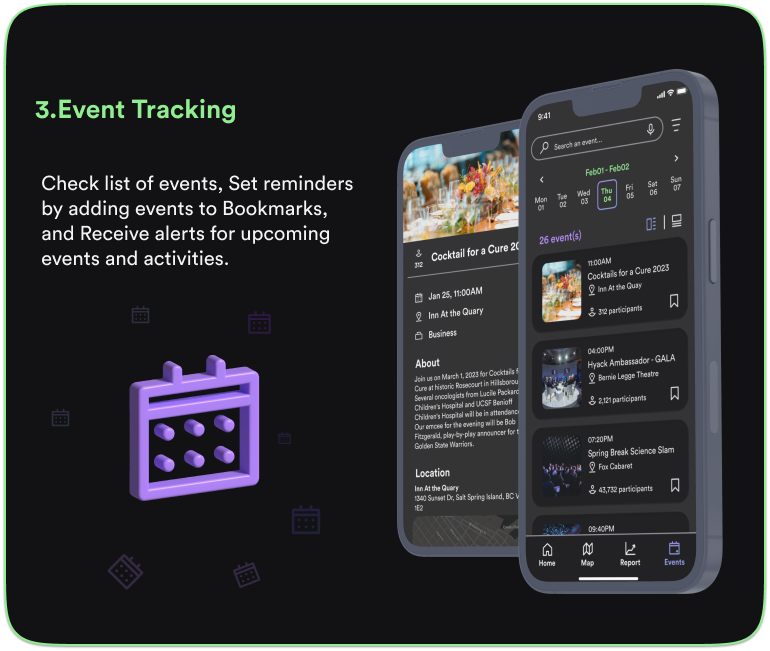 3.Event Tracking
Check list of events, Set reminders
by adding events to Bookmarks,
and Receive alerts for upcoming
events and activities.
312
Cocktail for a Cure 20
Jan 25, 11:00AM
Inn At the Quary
Business
About
Join us on March 1, 2023 for Cocktails f
Cure at historic Rosecourt in Hillsborou
Several oncologists from Lucile Packard
Children's Hospital and UCSF Benioff
Children's Hospital will be in attendanc
Our emcee for the evening will be Bob
Fitzgerald, play-by-play announcer for t
Golden State Warriors.
Location
Inn At the Quary
1340 Sunset Dr, Salt Spring Island, BC V
1E2
9:41
Search an event...
Feb01 - Feb02
Mon Tue Wed Thu Fri Sat Sun
01 02 03 04 05 06 07
26 event(s)
11:00AM
Cocktails for a Cure 2023
Inn At the Quay
312 participants
04:00PM
Hyack Ambassador - GALA
Bernie Legge Theatre
2,121 participants
07:20PM
Spring Break Science Slam
Fox Cabaret
43,732 participants
09:40PM
Home Map Report Events